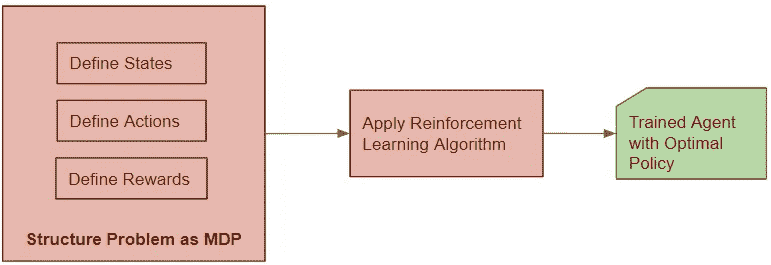 Define States
Define Actions
Define Rewards
Structure Problem as MDP
Apply Reinforcement
Learning Algorithm
Trained Agent
with Optimal
Policy